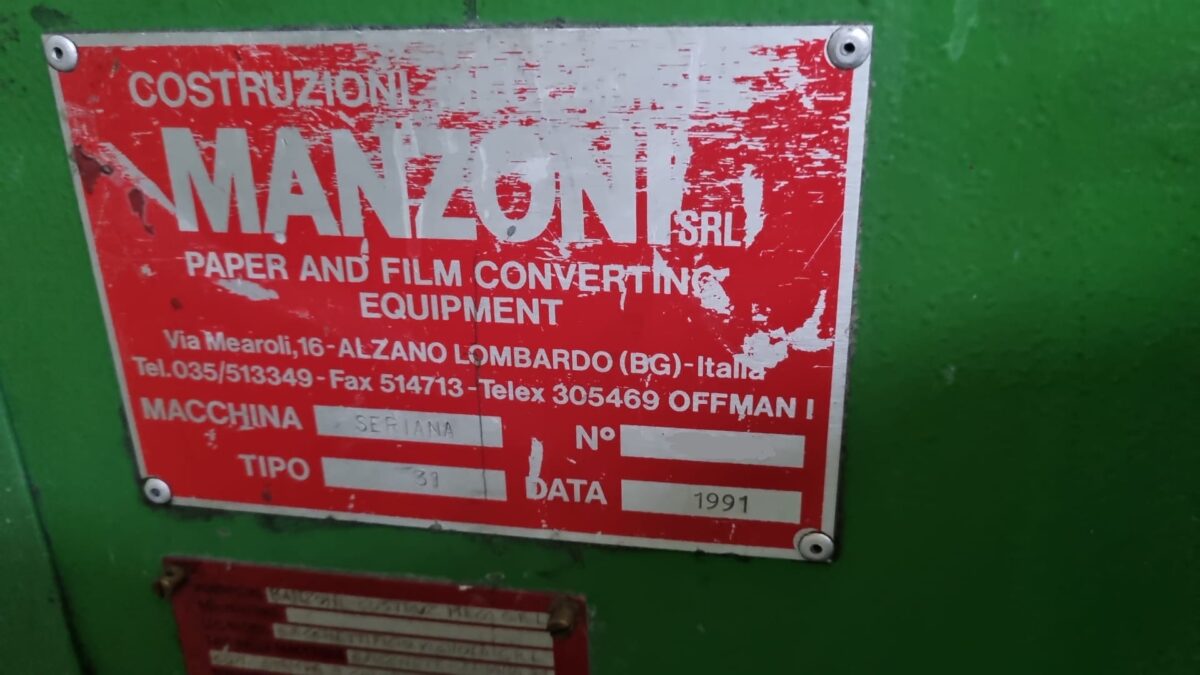 COSTRUZIONI
MANZONI SRL
PAPER AND FILM CONVERTING
EQUIPMENT
Via Mearoli, 16 - ALZANO LOMBARDO (BG) - Italia
Tel. 035/513349 - Fax 514713 - Telex 305469 OFFMAN I
MACCHINA SERIANA Nº
TIPO 31 DATA 1991